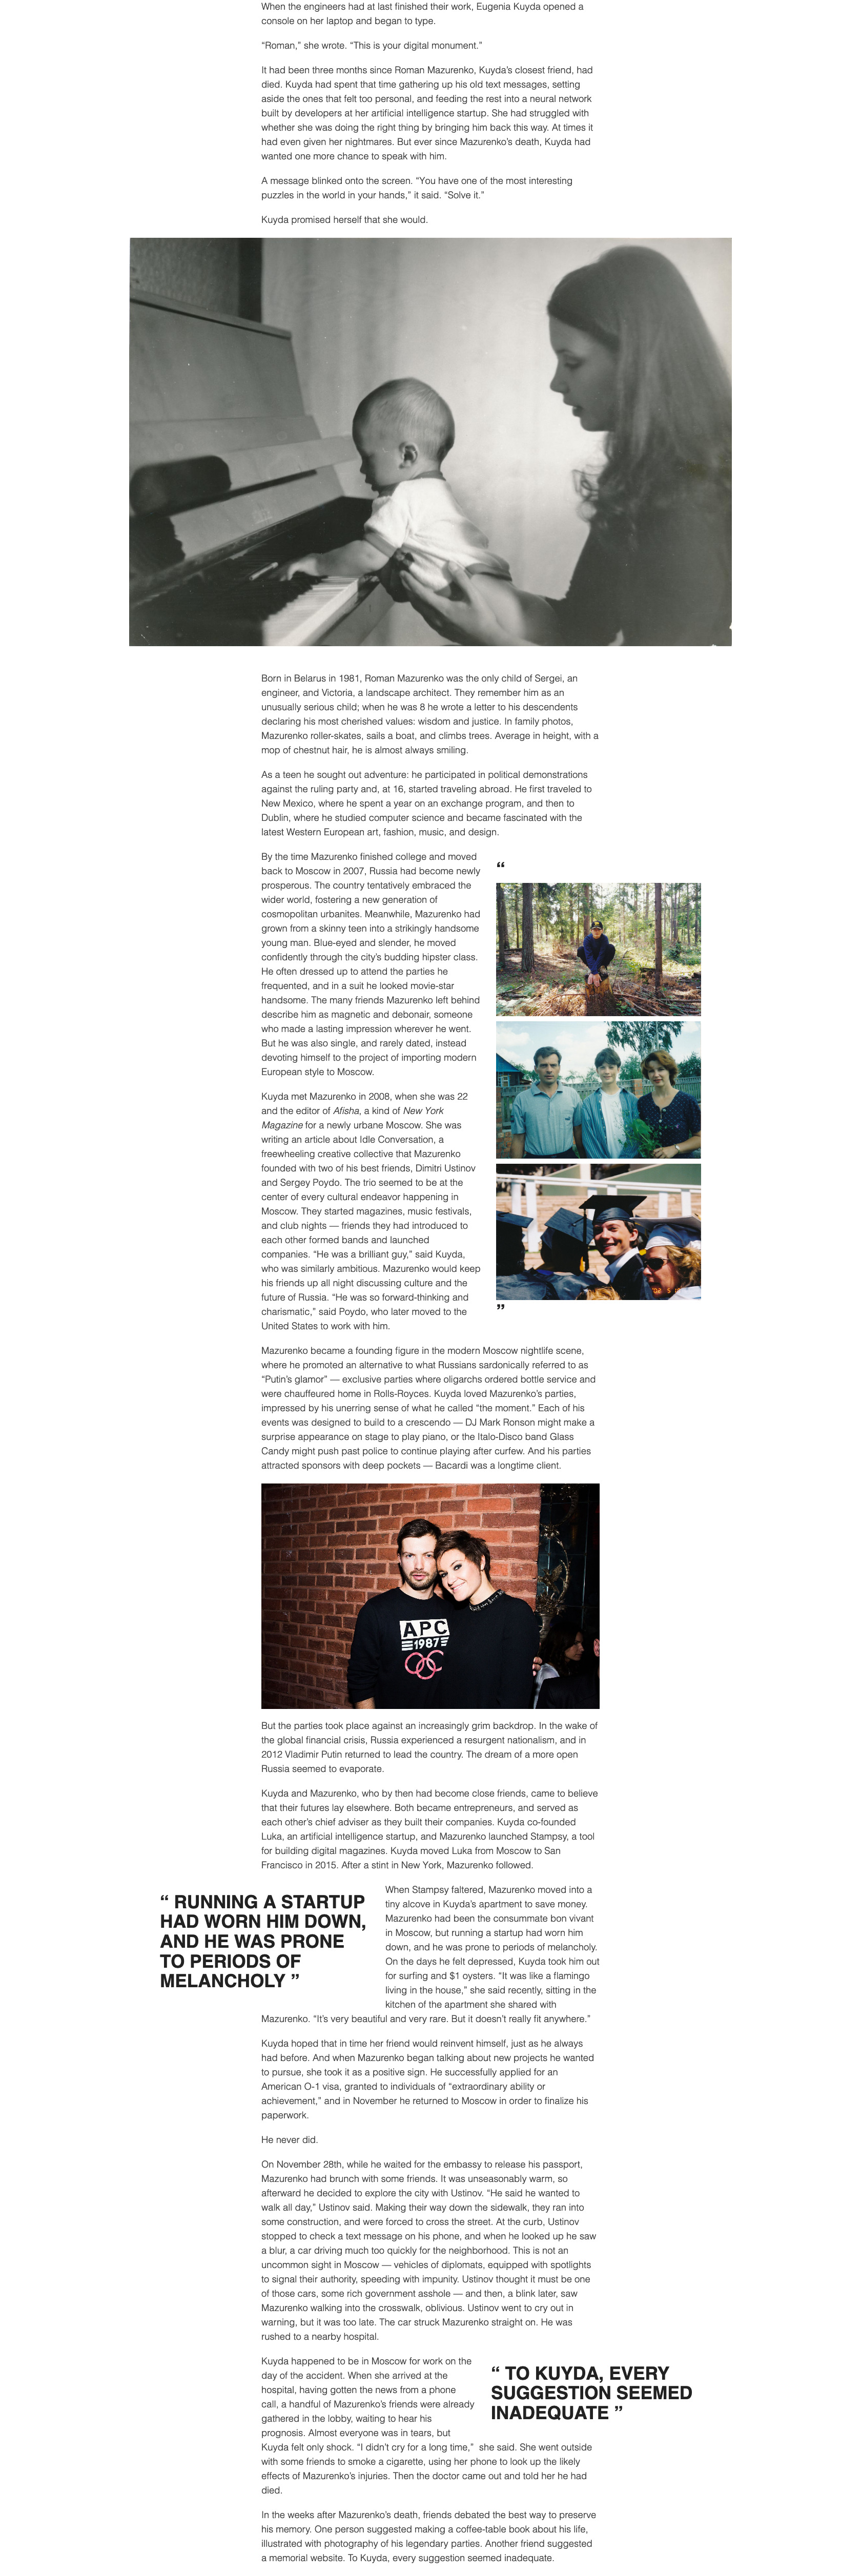 When the engineers had at last finished their work, Eugenia Kuyda opened a
console on her laptop and began to type.
“Roman,” she wrote. “This is your digital monument.”
It had been three months since Roman Mazurenko, Kuyda’s closest friend, had
died. Kuyda had spent that time gathering up his old text messages, setting
aside the ones that felt too personal, and feeding the rest into a neural network
built by developers at her artificial intelligence startup. She had struggled with
whether she was doing the right thing by bringing him back this way. At times it
had even given her nightmares. But ever since Mazurenko’s death, Kuyda had
wanted one more chance to speak with him.
A message blinked onto the screen. “You have one of the most interesting
puzzles in the world in your hands,” it said. “Solve it.”
Kuyda promised herself that she would.
Born in Belarus in 1981, Roman Mazurenko was the only child of Sergei, an
engineer, and Victoria, a landscape architect. They remember him as an
unusually serious child; when he was 8 he wrote a letter to his descendents
declaring his most cherished values: wisdom and justice. In family photos,
Mazurenko roller-skates, sails a boat, and climbs trees. Average in height, with a
mop of chestnut hair, he is almost always smiling.
As a teen he sought out adventure: he participated in political demonstrations
against the ruling party and, at 16, started traveling abroad. He first traveled to
New Mexico, where he spent a year on an exchange program, and then to
Dublin, where he studied computer science and became fascinated with the
latest Western European art, fashion, music, and design.
By the time Mazurenko finished college and moved
back to Moscow in 2007, Russia had become newly
prosperous. The country tentatively embraced the
wider world, fostering a new generation of
cosmopolitan urbanites. Meanwhile, Mazurenko had
grown from a skinny teen into a strikingly handsome
young man. Blue-eyed and slender, he moved
confidently through the city’s budding hipster class.
He often dressed up to attend the parties he
frequented, and in a suit he looked movie-star
handsome. The many friends Mazurenko left behind
describe him as magnetic and debonair, someone
who made a lasting impression wherever he went.
But he was also single, and rarely dated, instead
devoting himself to the project of importing modern
European style to Moscow.
Kuyda met Mazurenko in 2008, when she was 22
and the editor of Afisha, a kind of New York
Magazine for a newly urbane Moscow. She was
writing an article about Idle Conversation, a
freewheeling creative collective that Mazurenko
founded with two of his best friends, Dimitri Ustinov
and Sergey Poydo. The trio seemed to be at the
center of every cultural endeavor happening in
Moscow. They started magazines, music festivals,
and club nights — friends they had introduced to
each other formed bands and launched
companies. “He was a brilliant guy,” said Kuyda,
who was similarly ambitious. Mazurenko would keep
his friends up all night discussing culture and the
future of Russia. “He was so forward-thinking and
charismatic,” said Poydo, who later moved to the
United States to work with him.
“
”
Mazurenko became a founding figure in the modern Moscow nightlife scene,
where he promoted an alternative to what Russians sardonically referred to as
“Putin’s glamor” — exclusive parties where oligarchs ordered bottle service and
were chauffeured home in Rolls-Royces. Kuyda loved Mazurenko’s parties,
impressed by his unerring sense of what he called “the moment.” Each of his
events was designed to build to a crescendo — DJ Mark Ronson might make a
surprise appearance on stage to play piano, or the Italo-Disco band Glass
Candy might push past police to continue playing after curfew. And his parties
attracted sponsors with deep pockets — Bacardi was a longtime client.
APC
1987
But the parties took place against an increasingly grim backdrop. In the wake of
the global financial crisis, Russia experienced a resurgent nationalism, and in
2012 Vladimir Putin returned to lead the country. The dream of a more open
Russia seemed to evaporate.
Kuyda and Mazurenko, who by then had become close friends, came to believe
that their futures lay elsewhere. Both became entrepreneurs, and served as
each other’s chief adviser as they built their companies. Kuyda co-founded
Luka, an artificial intelligence startup, and Mazurenko launched Stampsy, a tool
for building digital magazines. Kuyda moved Luka from Moscow to San
Francisco in 2015. After a stint in New York, Mazurenko followed.
“ RUNNING A STARTUP
HAD WORN HIM DOWN,
AND HE WAS PRONE
TO PERIODS OF
MELANCHOLY ”
When Stampsy faltered, Mazurenko moved into a
tiny alcove in Kuyda’s apartment to save money.
Mazurenko had been the consummate bon vivant
in Moscow, but running a startup had worn him
down, and he was prone to periods of melancholy.
On the days he felt depressed, Kuyda took him out
for surfing and $1 oysters. “It was like a flamingo
living in the house,” she said recently, sitting in the
kitchen of the apartment she shared with
Mazurenko. “It’s very beautiful and very rare. But it doesn’t really fit anywhere.”
Kuyda hoped that in time her friend would reinvent himself, just as he always
had before. And when Mazurenko began talking about new projects he wanted
to pursue, she took it as a positive sign. He successfully applied for an
American O-1 visa, granted to individuals of “extraordinary ability or
achievement,” and in November he returned to Moscow in order to finalize his
paperwork.
He never did.
On November 28th, while he waited for the embassy to release his passport,
Mazurenko had brunch with some friends. It was unseasonably warm, so
afterward he decided to explore the city with Ustinov. “He said he wanted to
walk all day,” Ustinov said. Making their way down the sidewalk, they ran into
some construction, and were forced to cross the street. At the curb, Ustinov
stopped to check a text message on his phone, and when he looked up he saw
a blur, a car driving much too quickly for the neighborhood. This is not an
uncommon sight in Moscow — vehicles of diplomats, equipped with spotlights
to signal their authority, speeding with impunity. Ustinov thought it must be one
of those cars, some rich government asshole — and then, a blink later, saw
Mazurenko walking into the crosswalk, oblivious. Ustinov went to cry out in
warning, but it was too late. The car struck Mazurenko straight on. He was
rushed to a nearby hospital.
Kuyda happened to be in Moscow for work on the
day of the accident. When she arrived at the
hospital, having gotten the news from a phone
call, a handful of Mazurenko’s friends were already
gathered in the lobby, waiting to hear his
prognosis. Almost everyone was in tears, but
Kuyda felt only shock. “I didn’t cry for a long time,” she said. She went outside
with some friends to smoke a cigarette, using her phone to look up the likely
effects of Mazurenko’s injuries. Then the doctor came out and told her he had
died.
“ TO KUYDA, EVERY
SUGGESTION SEEMED
INADEQUATE ”
In the weeks after Mazurenko’s death, friends debated the best way to preserve
his memory. One person suggested making a coffee-table book about his life,
illustrated with photography of his legendary parties. Another friend suggested
a memorial website. To Kuyda, every suggestion seemed inadequate.